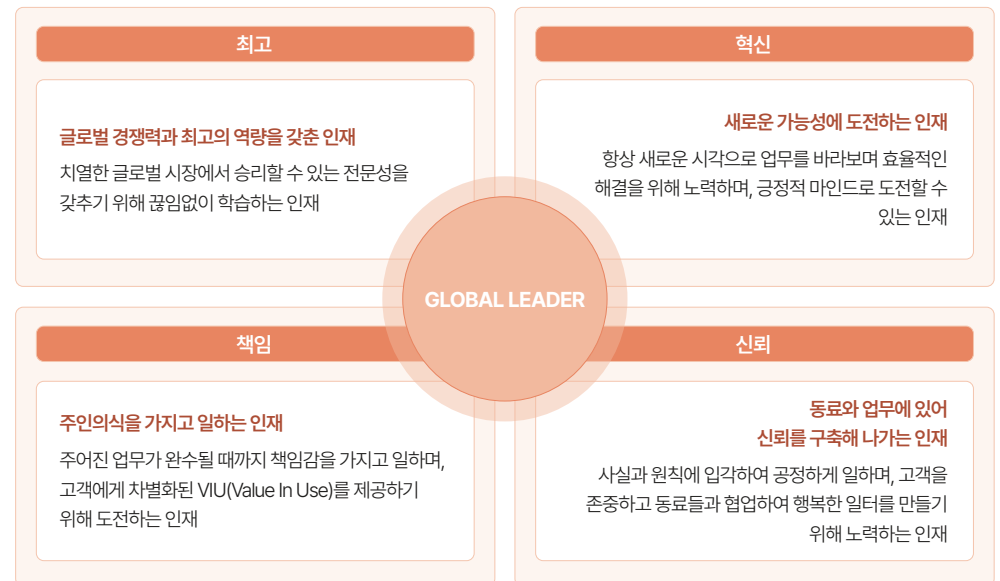 최고
글로벌 경쟁력과 최고의 역량을 갖춘 인재
치열한 글로벌 시장에서 승리할 수 있는 전문성을
갖추기 위해 끊임없이 학습하는 인재
혁신
새로운 가능성에 도전하는 인재
항상 새로운 시각으로 업무를 바라보며 효율적인
해결을 위해 노력하며, 긍정적 마인드로 도전할 수
있는 인재
GLOBAL LEADER
책임
주인의식을 가지고 일하는 인재
주어진 업무가 완수될 때까지 책임감을 가지고 일하며,
고객에게 차별화된 VIU(Value In Use)를 제공하기
위해 도전하는 인재
신뢰
동료와 업무에 있어
신뢰를 구축해 나가는 인재
사실과 원칙에 입각하여 공정하게 일하며, 고객을
존중하고 동료들과 협업하여 행복한 일터를 만들기
위해 노력하는 인재